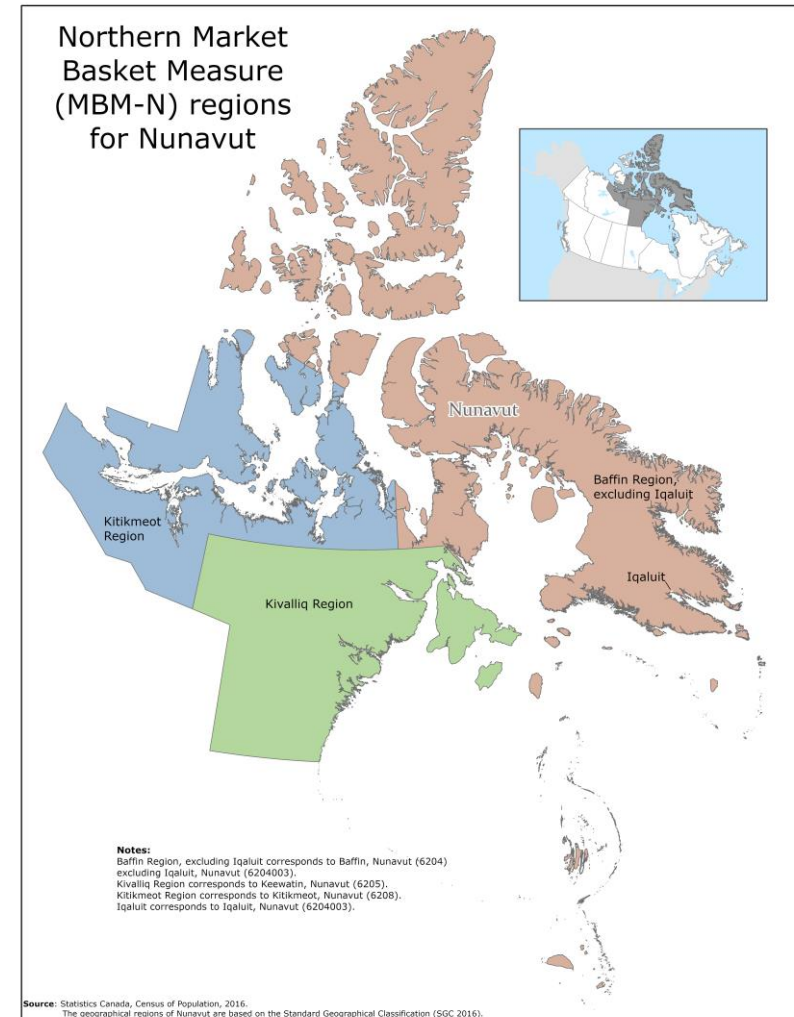 Northern Market
Basket Measure
(MBM-N) regions
for Nunavut
Nunavut
Baffin Region,
excluding Iqaluit
Kitikmeot
Region
Iqaluit
Kivalliq Region
Notes:
Baffin Region, excluding Iqaluit corresponds to Baffin, Nunavut (6204)
excluding Iqaluit, Nunavut (6204003).
Kivalliq Region corresponds to Keewatin, Nunavut (6205).
Kitikmeot Region corresponds to Kitikmeot, Nunavut (6208).
Iqaluit corresponds to Iqaluit, Nunavut (6204003).
Source: Statistics Canada, Census of Population, 2016.
The geographical regions of Nunavut are based on the Standard Geographical Classification (SGC 2016).